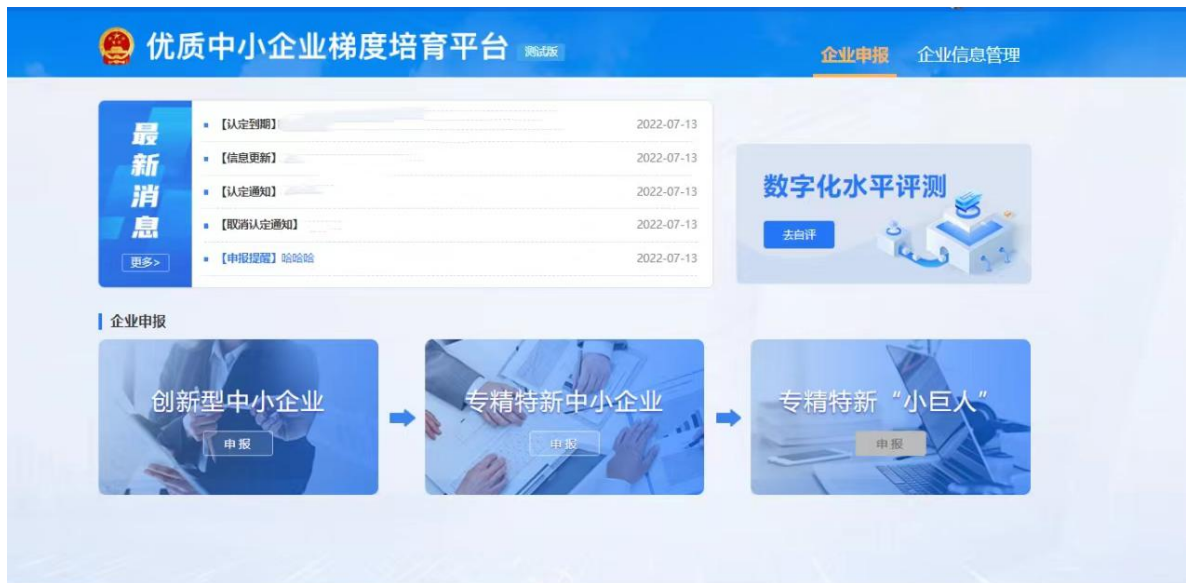 优质中小企业梯度培育平台 测试版
企业申报 企业信息管理
最新消息
更多>
【认定到期】 2022-07-13
【信息更新】 2022-07-13
【认定通知】 2022-07-13
【取消认定通知】 2022-07-13
【申报提醒】哈哈哈 2022-07-13
数字化水平评测
去自评
企业申报
创新型中小企业
申报
专精特新中小企业
申报
专精特新“小巨人”
申报